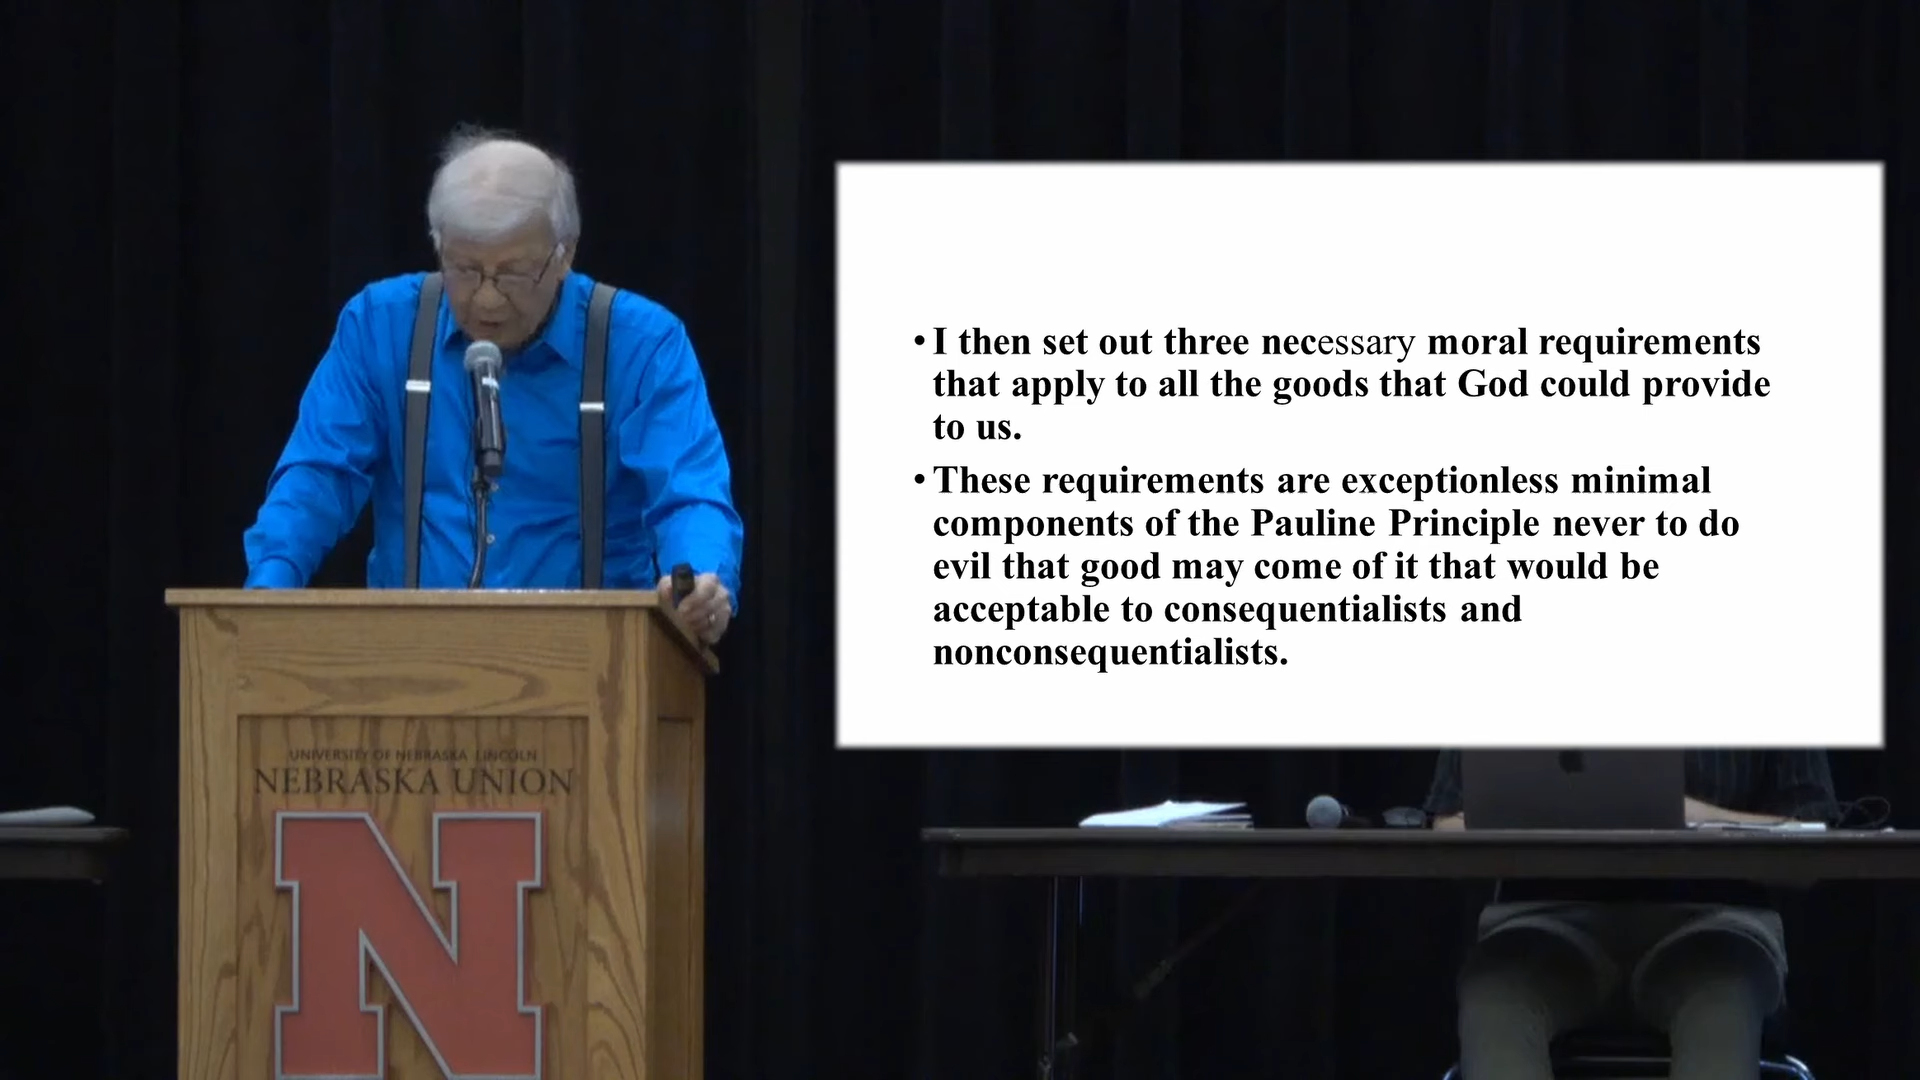 • I then set out three necessary moral requirements
that apply to all the goods that God could provide
to us.
• These requirements are exceptionless minimal
components of the Pauline Principle never to do
evil that good may come of it that would be
acceptable to consequentialists and
nonconsequentialists.
UNIVERSITY OF NEBRASKA-LINCOLN
NEBRASKA UNION
N